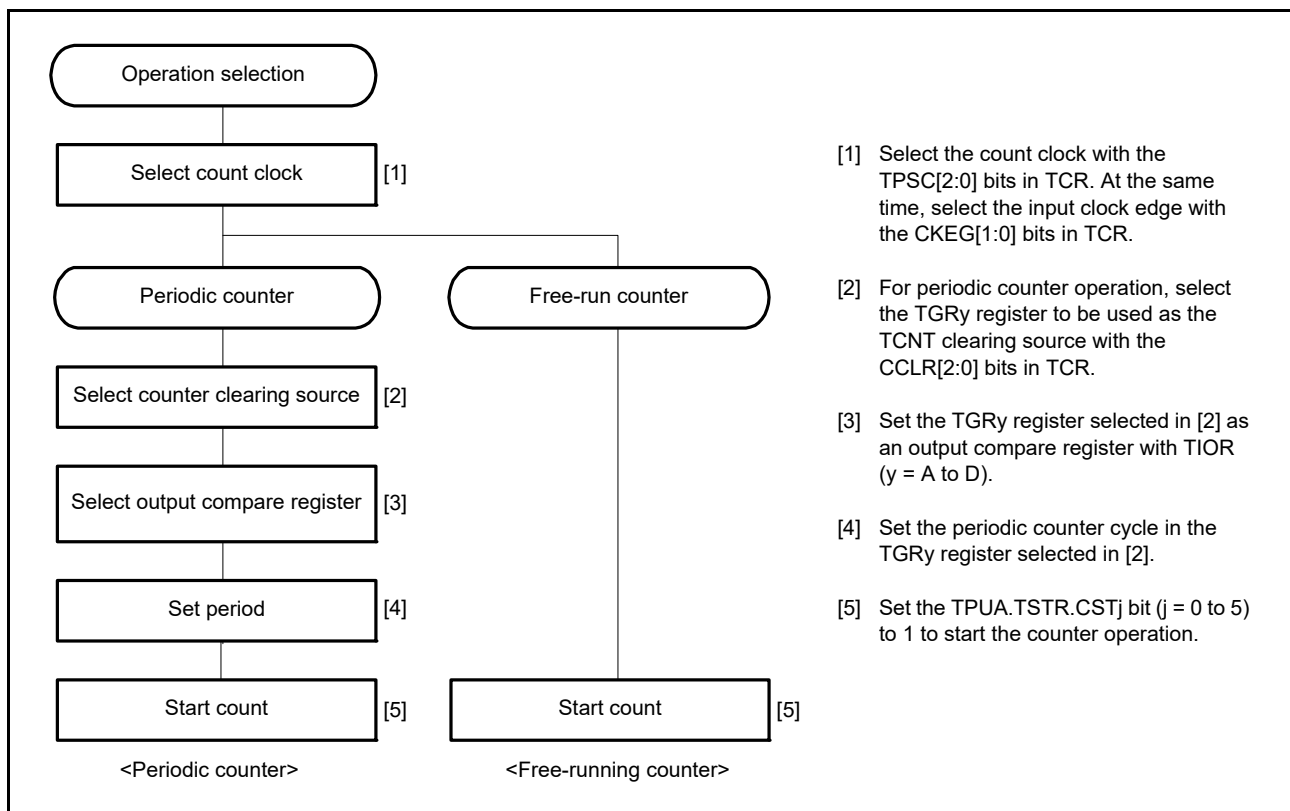 Operation selection
Select count clock
[1]
Periodic counter
Free-run counter
Select counter clearing source
[2]
Select output compare register
[3]
Set period
[4]
Start count
[5]
Start count
[5]
<Periodic counter>
<Free-running counter>
[1] Select the count clock with the
TPSC[2:0] bits in TCR. At the same
time, select the input clock edge with
the CKEG[1:0] bits in TCR.
[2] For periodic counter operation, select
the TGRy register to be used as the
TCNT clearing source with the
CCLR[2:0] bits in TCR.
[3] Set the TGRy register selected in [2] as
an output compare register with TIOR
(y = A to D).
[4] Set the periodic counter cycle in the
TGRy register selected in [2].
[5] Set the TPUA.TSTR.CSTj bit (j = 0 to 5)
to 1 to start the counter operation.